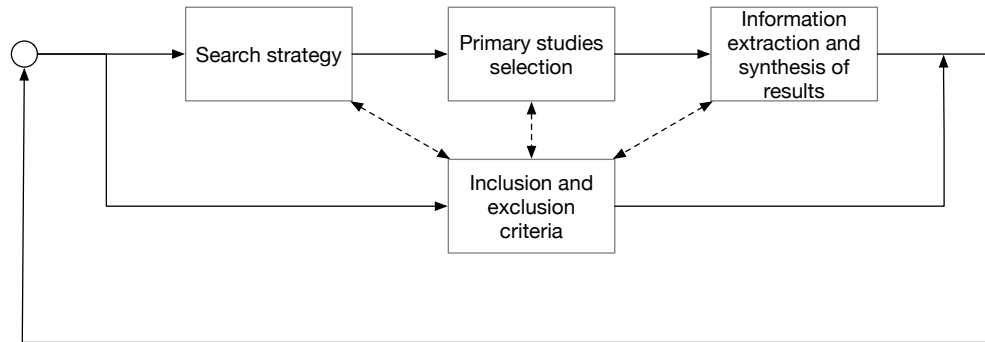 Search strategy
Primary studies
selection
Information
extraction and
synthesis of
results
Inclusion and
exclusion
criteria